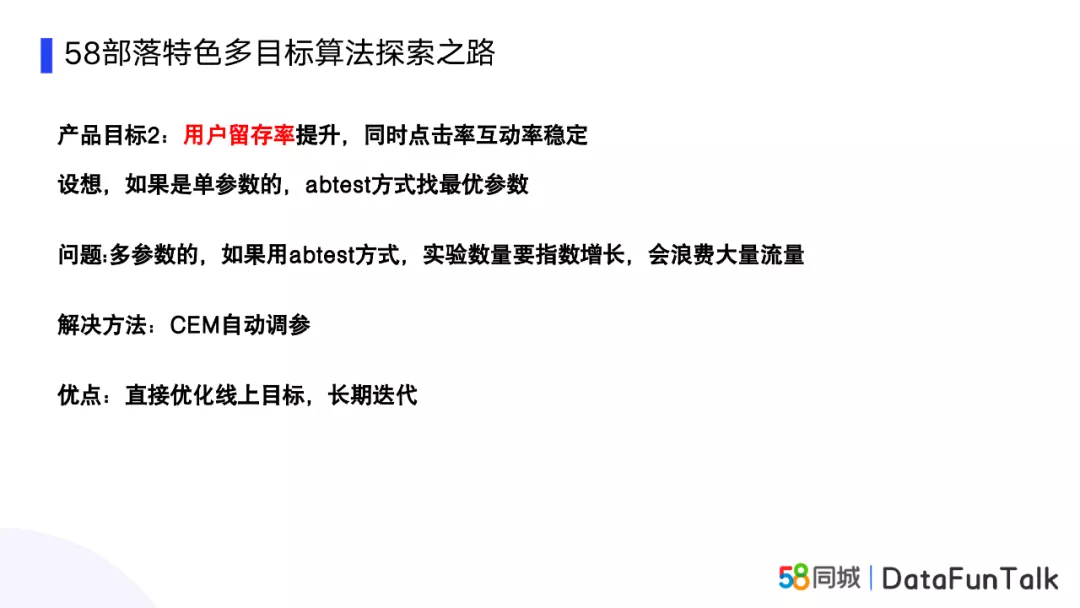 58部落特色多目标算法探索之路
产品目标2：用户留存率提升，同时点击率互动率稳定
设想，如果是单参数的，abtest方式找最优参数
问题:多参数的，如果用abtest方式，实验数量要指数增长，会浪费大量流量
解决方法：CEM自动调参
优点：直接优化线上目标，长期迭代
58同城 | DataFunTalk